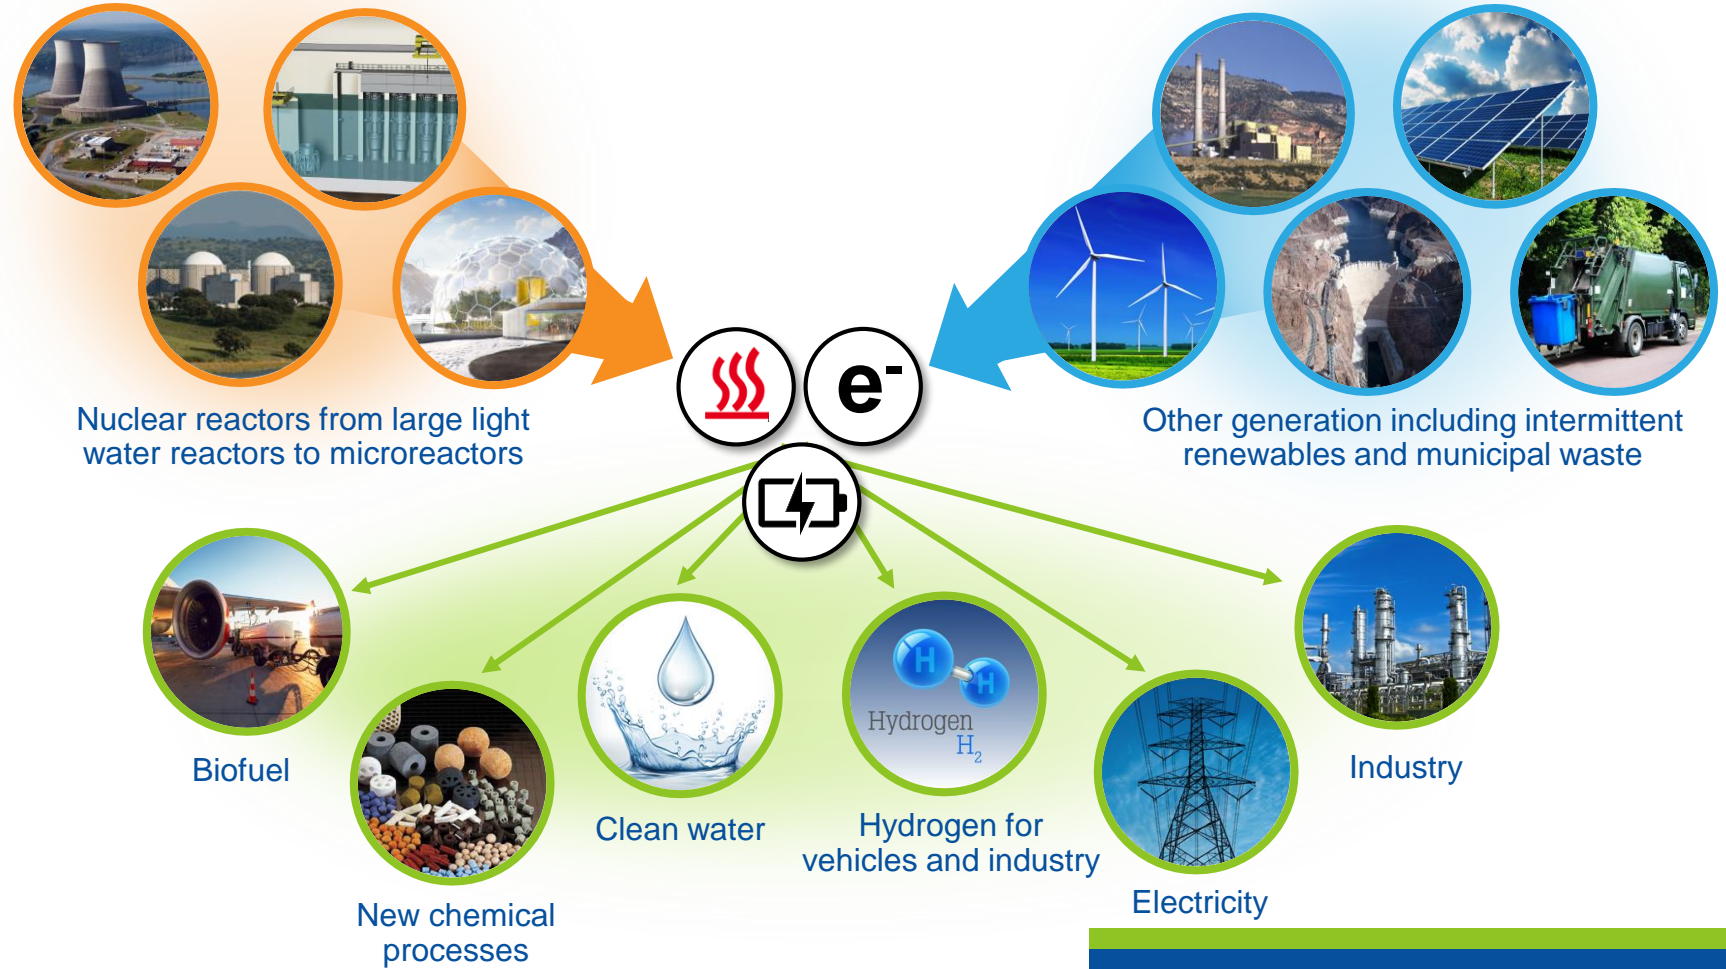 e-
Nuclear reactors from large light
water reactors to microreactors
Other generation including intermittent
renewables and municipal waste
H
H
Hydrogen
H2
Biofuel
New chemical
processes
Clean water
Hydrogen for
vehicles and industry
Electricity
Industry